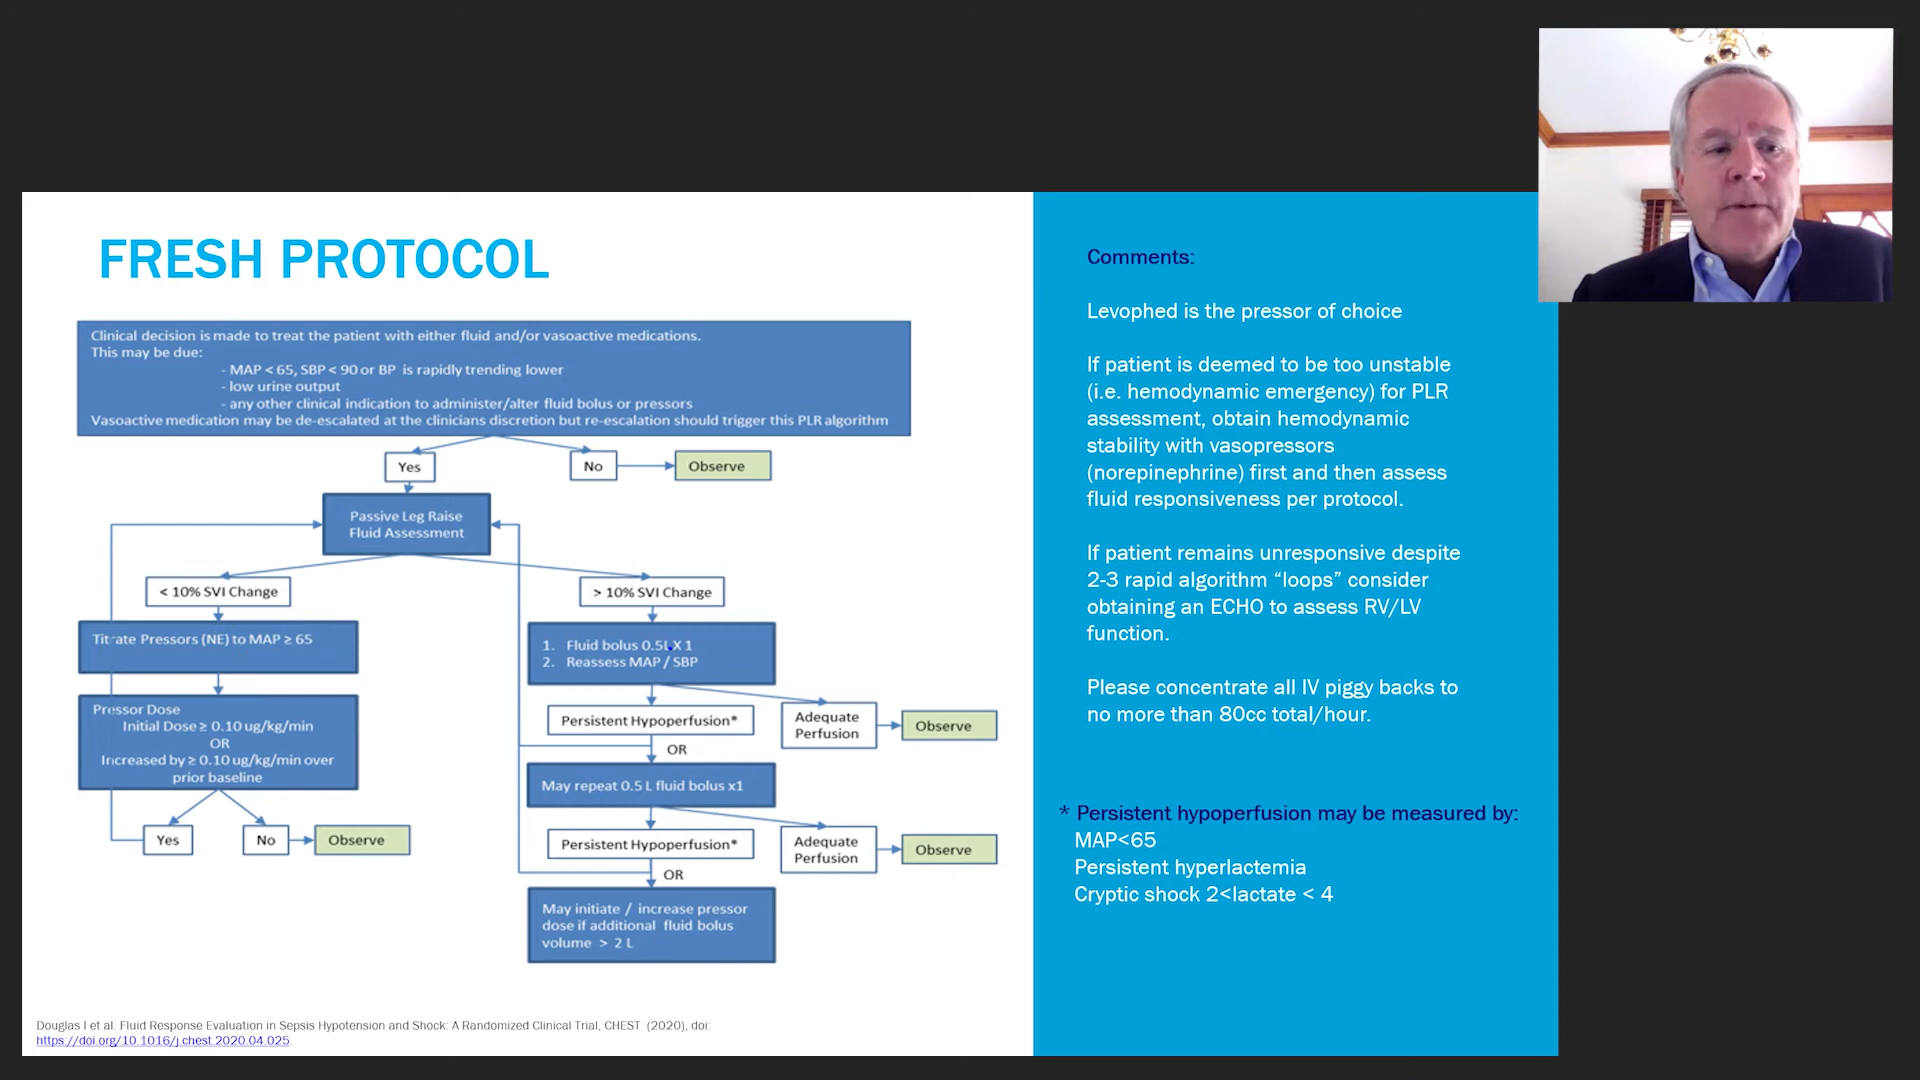 FRESH PROTOCOL
Clinical decision is made to treat the patient with either fluid and/or vasoactive medications.
This may be due:
- MAP < 65, SBP < 90 or BP is rapidly trending lower
- low urine output
- any other clinical indication to administer/alter fluid bolus or pressors
Vasoactive medication may be de-escalated at the clinicians discretion but re-escalation should trigger this PLR algorithm
Yes
No
Observe
Passive Leg Raise
Fluid Assessment
< 10% SVI Change
> 10% SVI Change
Titrate Pressors (NE) to MAP ≥ 65
Pressor Dose
Initial Dose ≥ 0.10 ug/kg/min
OR
Increased by ≥ 0.10 ug/kg/min over
prior baseline
Yes
No
Observe
1. Fluid bolus 0.5L X 1
2. Reassess MAP / SBP
Persistent Hypoperfusion*
Adequate
Perfusion
Observe
OR
May repeat 0.5 L fluid bolus x1
Persistent Hypoperfusion*
Adequate
Perfusion
Observe
OR
May initiate / increase pressor
dose if additional fluid bolus
volume > 2 L
Douglas I et al. Fluid Response Evaluation in Sepsis Hypotension and Shock: A Randomized Clinical Trial, CHEST (2020), doi:
https://doi.org/10.1016/j.chest.2020.04.025.
Comments:
Levophed is the pressor of choice
If patient is deemed to be too unstable
(i.e. hemodynamic emergency) for PLR
assessment, obtain hemodynamic
stability with vasopressors
(norepinephrine) first and then assess
fluid responsiveness per protocol.
If patient remains unresponsive despite
2-3 rapid algorithm “loops” consider
obtaining an ECHO to assess RV/LV
function.
Please concentrate all IV piggy backs to
no more than 80cc total/hour.
* Persistent hypoperfusion may be measured by:
MAP<65
Persistent hyperlactemia
Cryptic shock 2<lactate < 4